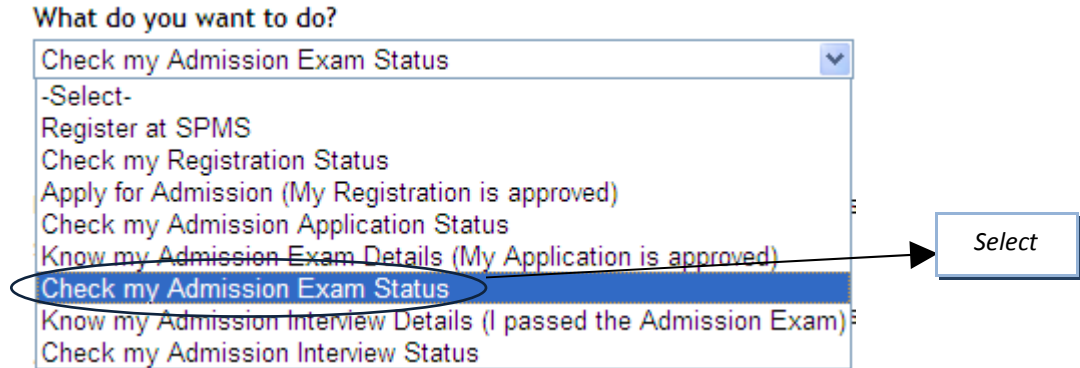 What do you want to do?
Check my Admission Exam Status
-Select-
Register at SPMS
Check my Registration Status
Apply for Admission (My Registration is approved)
Check my Admission Application Status
Know my Admission Exam Details (My Application is approved)
Select
Check my Admission Exam Status
Know my Admission Interview Details (I passed the Admission Exam)
Check my Admission Interview Status